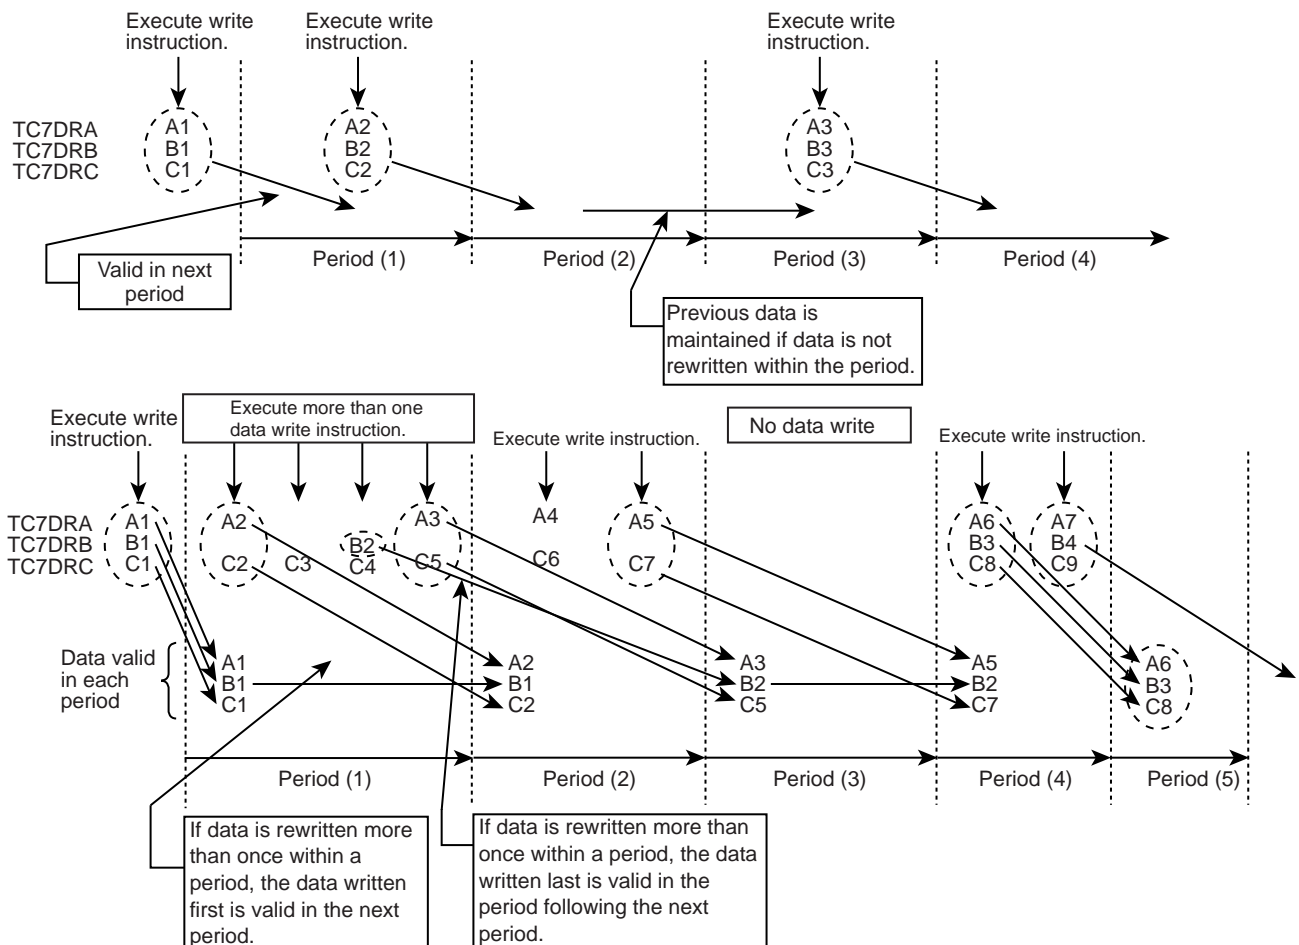 Execute write
instruction.
Execute write
instruction.
Execute write
instruction.
TC7DRA
TC7DRB
TC7DRC
A1
B1
C1
A2
B2
C2
A3
B3
C3
Period (1)
Period (2)
Period (3)
Period (4)
Valid in next
period
Previous data is
maintained if data is not
rewritten within the period.
Execute write
instruction.
Execute more than one
data write instruction.
Execute write instruction.
No data write
Execute write instruction.
TC7DRA
TC7DRB
TC7DRC
A1
B1
C1
A2
C2
C3
B2
C4
A3
C5
A4
C6
A5
C7
A6
B3
C8
A7
B4
C9
Data valid
in each
period
A1
B1
C1
A2
B1
C2
A3
B2
C5
A5
B2
C7
A6
B3
C8
Period (1)
Period (2)
Period (3)
Period (4)
Period (5)
If data is rewritten more
than once within a
period, the data written
first is valid in the next
period.
If data is rewritten more than
once within a period, the data
written last is valid in the
period following the next
period.